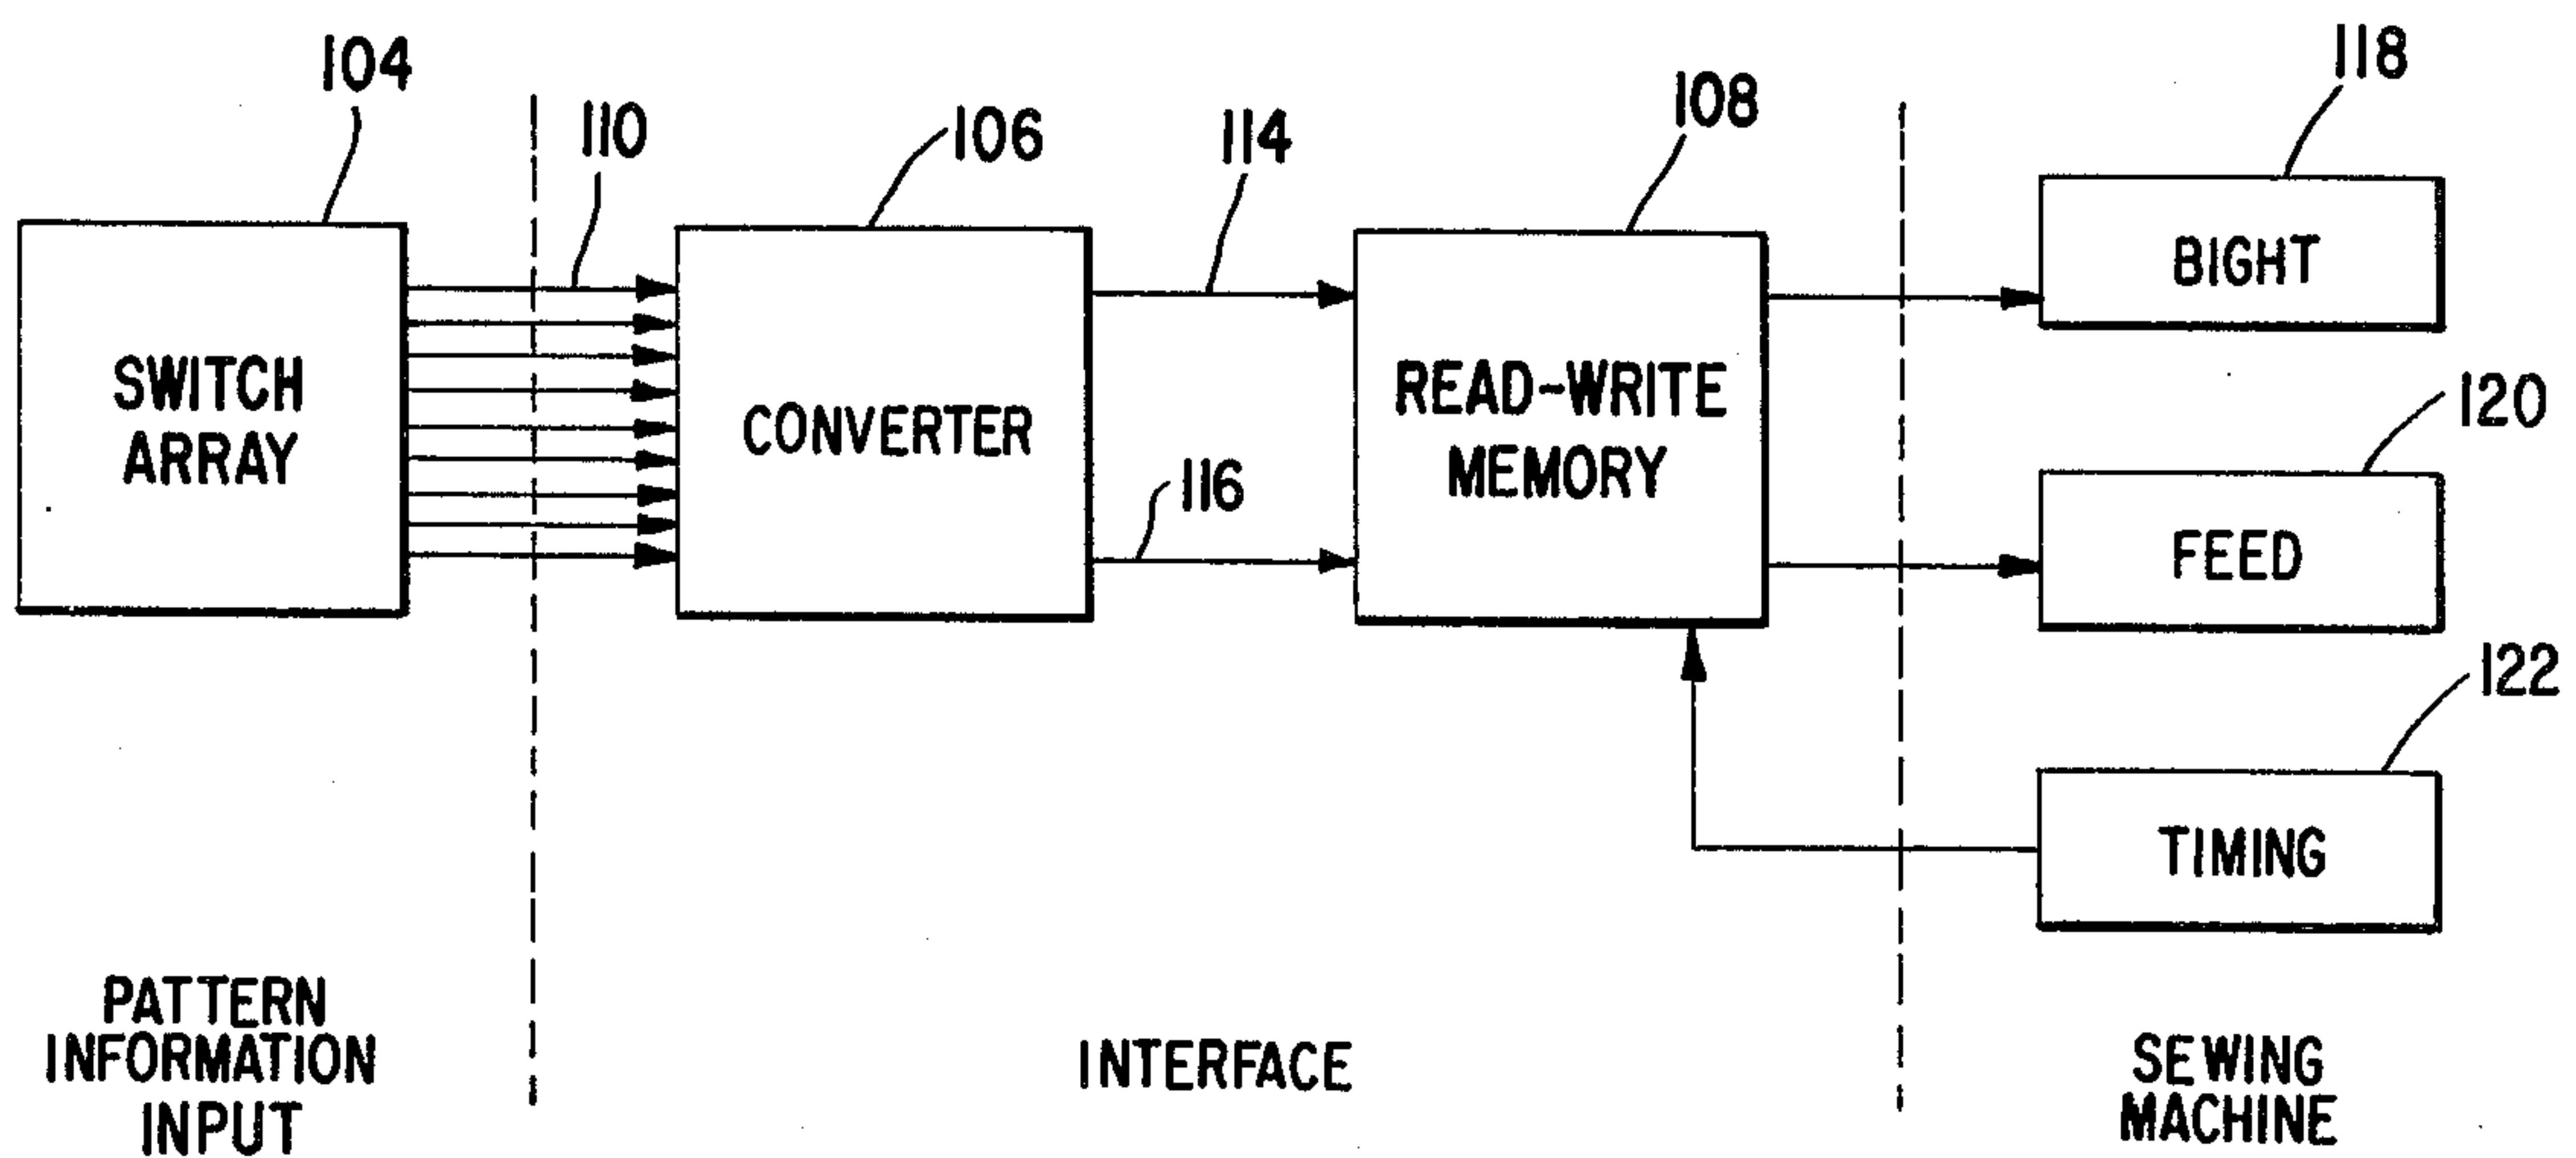 104
110
106
114
108
118
SWITCH
ARRAY
CONVERTER
READ-WRITE
MEMORY
BIGHT
116
120
FEED
122
TIMING
PATTERN
INFORMATION
INPUT
INTERFACE
SEWING
MACHINE